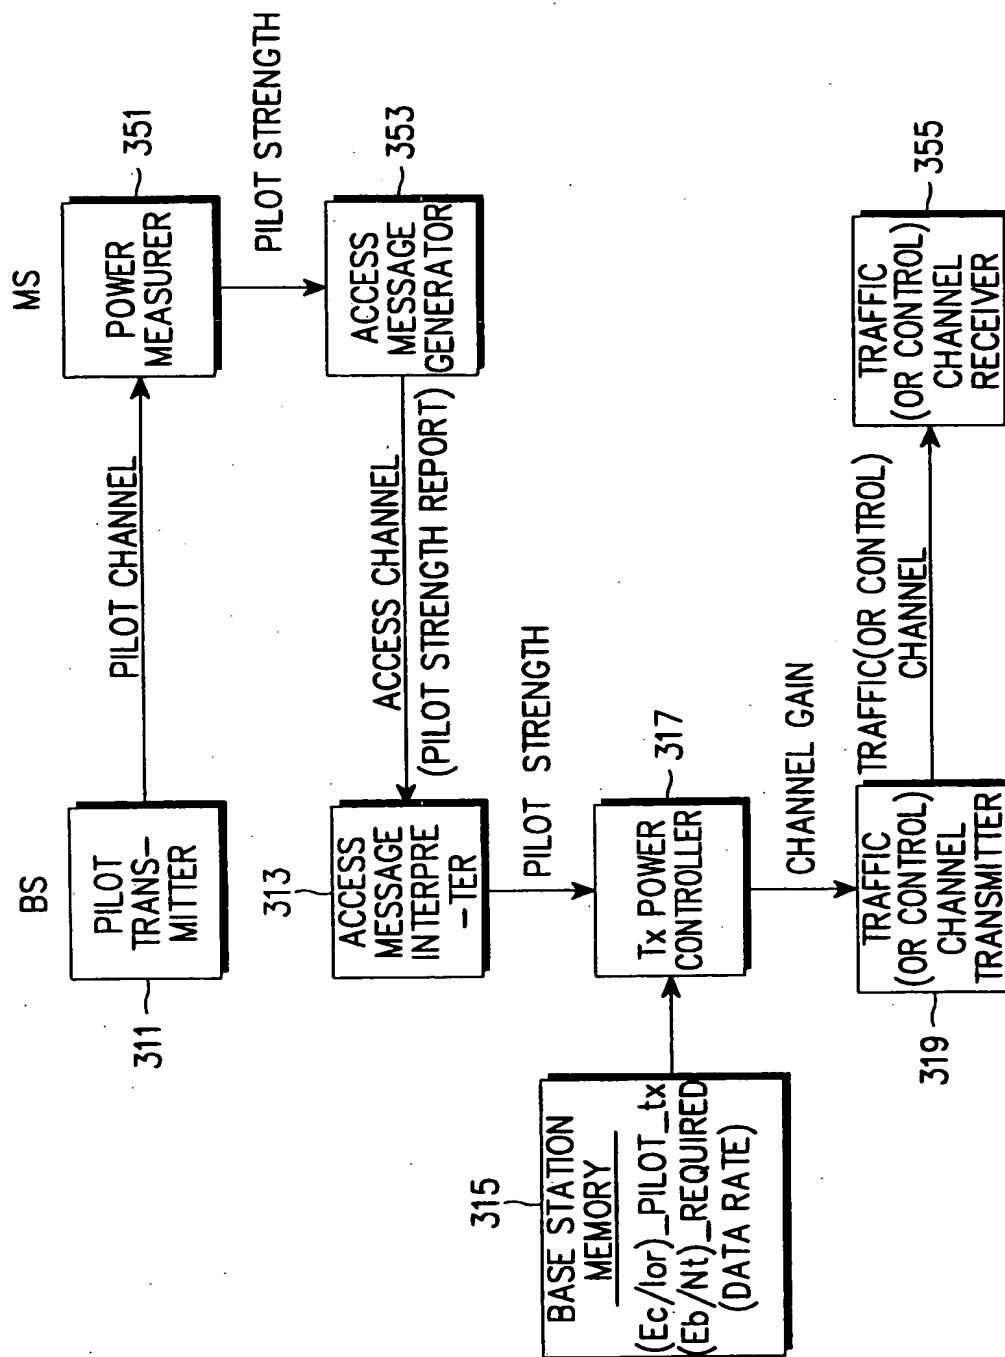 BS
MS
311
PILOT
TRANS-
MITTER
PILOT CHANNEL
POWER
MEASURER
351
PILOT STRENGTH
313
ACCESS
MESSAGE
INTERPRE
-TER
ACCESS CHANNEL
(PILOT STRENGTH REPORT)
ACCESS
MESSAGE
GENERATOR
353
PILOT STRENGTH
315
BASE STATION
MEMORY
(Ec/Ior)_PILOT_tx
(Eb/Nt)_REQUIRED
(DATA RATE)
Tx POWER
CONTROLLER
317
CHANNEL GAIN
319
TRAFFIC
(OR CONTROL)
CHANNEL
TRANSMITTER
TRAFFIC(OR CONTROL)
CHANNEL
TRAFFIC
(OR CONTROL)
CHANNEL
RECEIVER
355